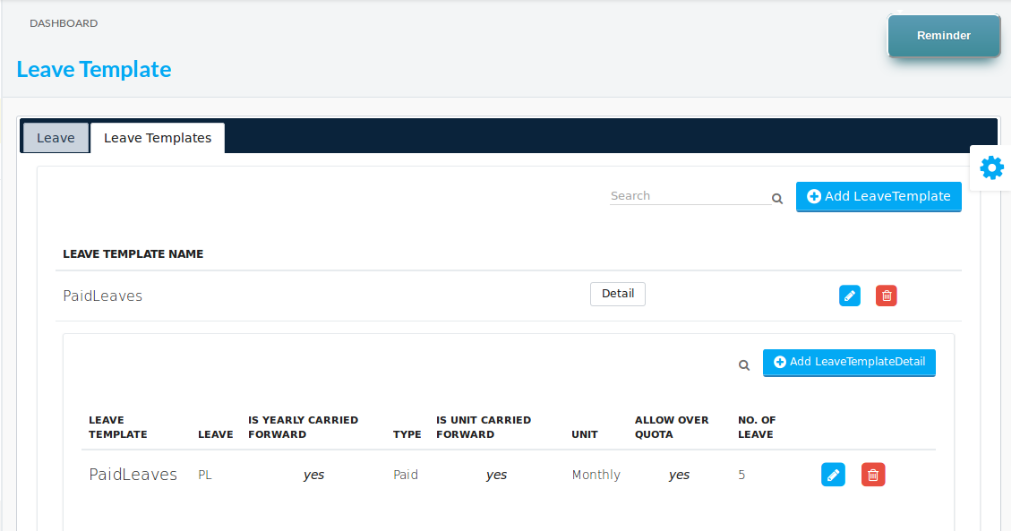 DASHBOARD
Reminder
Leave Template
Leave
Leave Templates
Search
Add LeaveTemplate
LEAVE TEMPLATE NAME
PaidLeaves
Detail
Add LeaveTemplateDetail
LEAVE TEMPLATE
LEAVE
IS YEARLY CARRIED FORWARD
TYPE
IS UNIT CARRIED FORWARD
UNIT
ALLOW OVER QUOTA
NO. OF LEAVE
PaidLeaves PL yes Paid yes Monthly yes 5